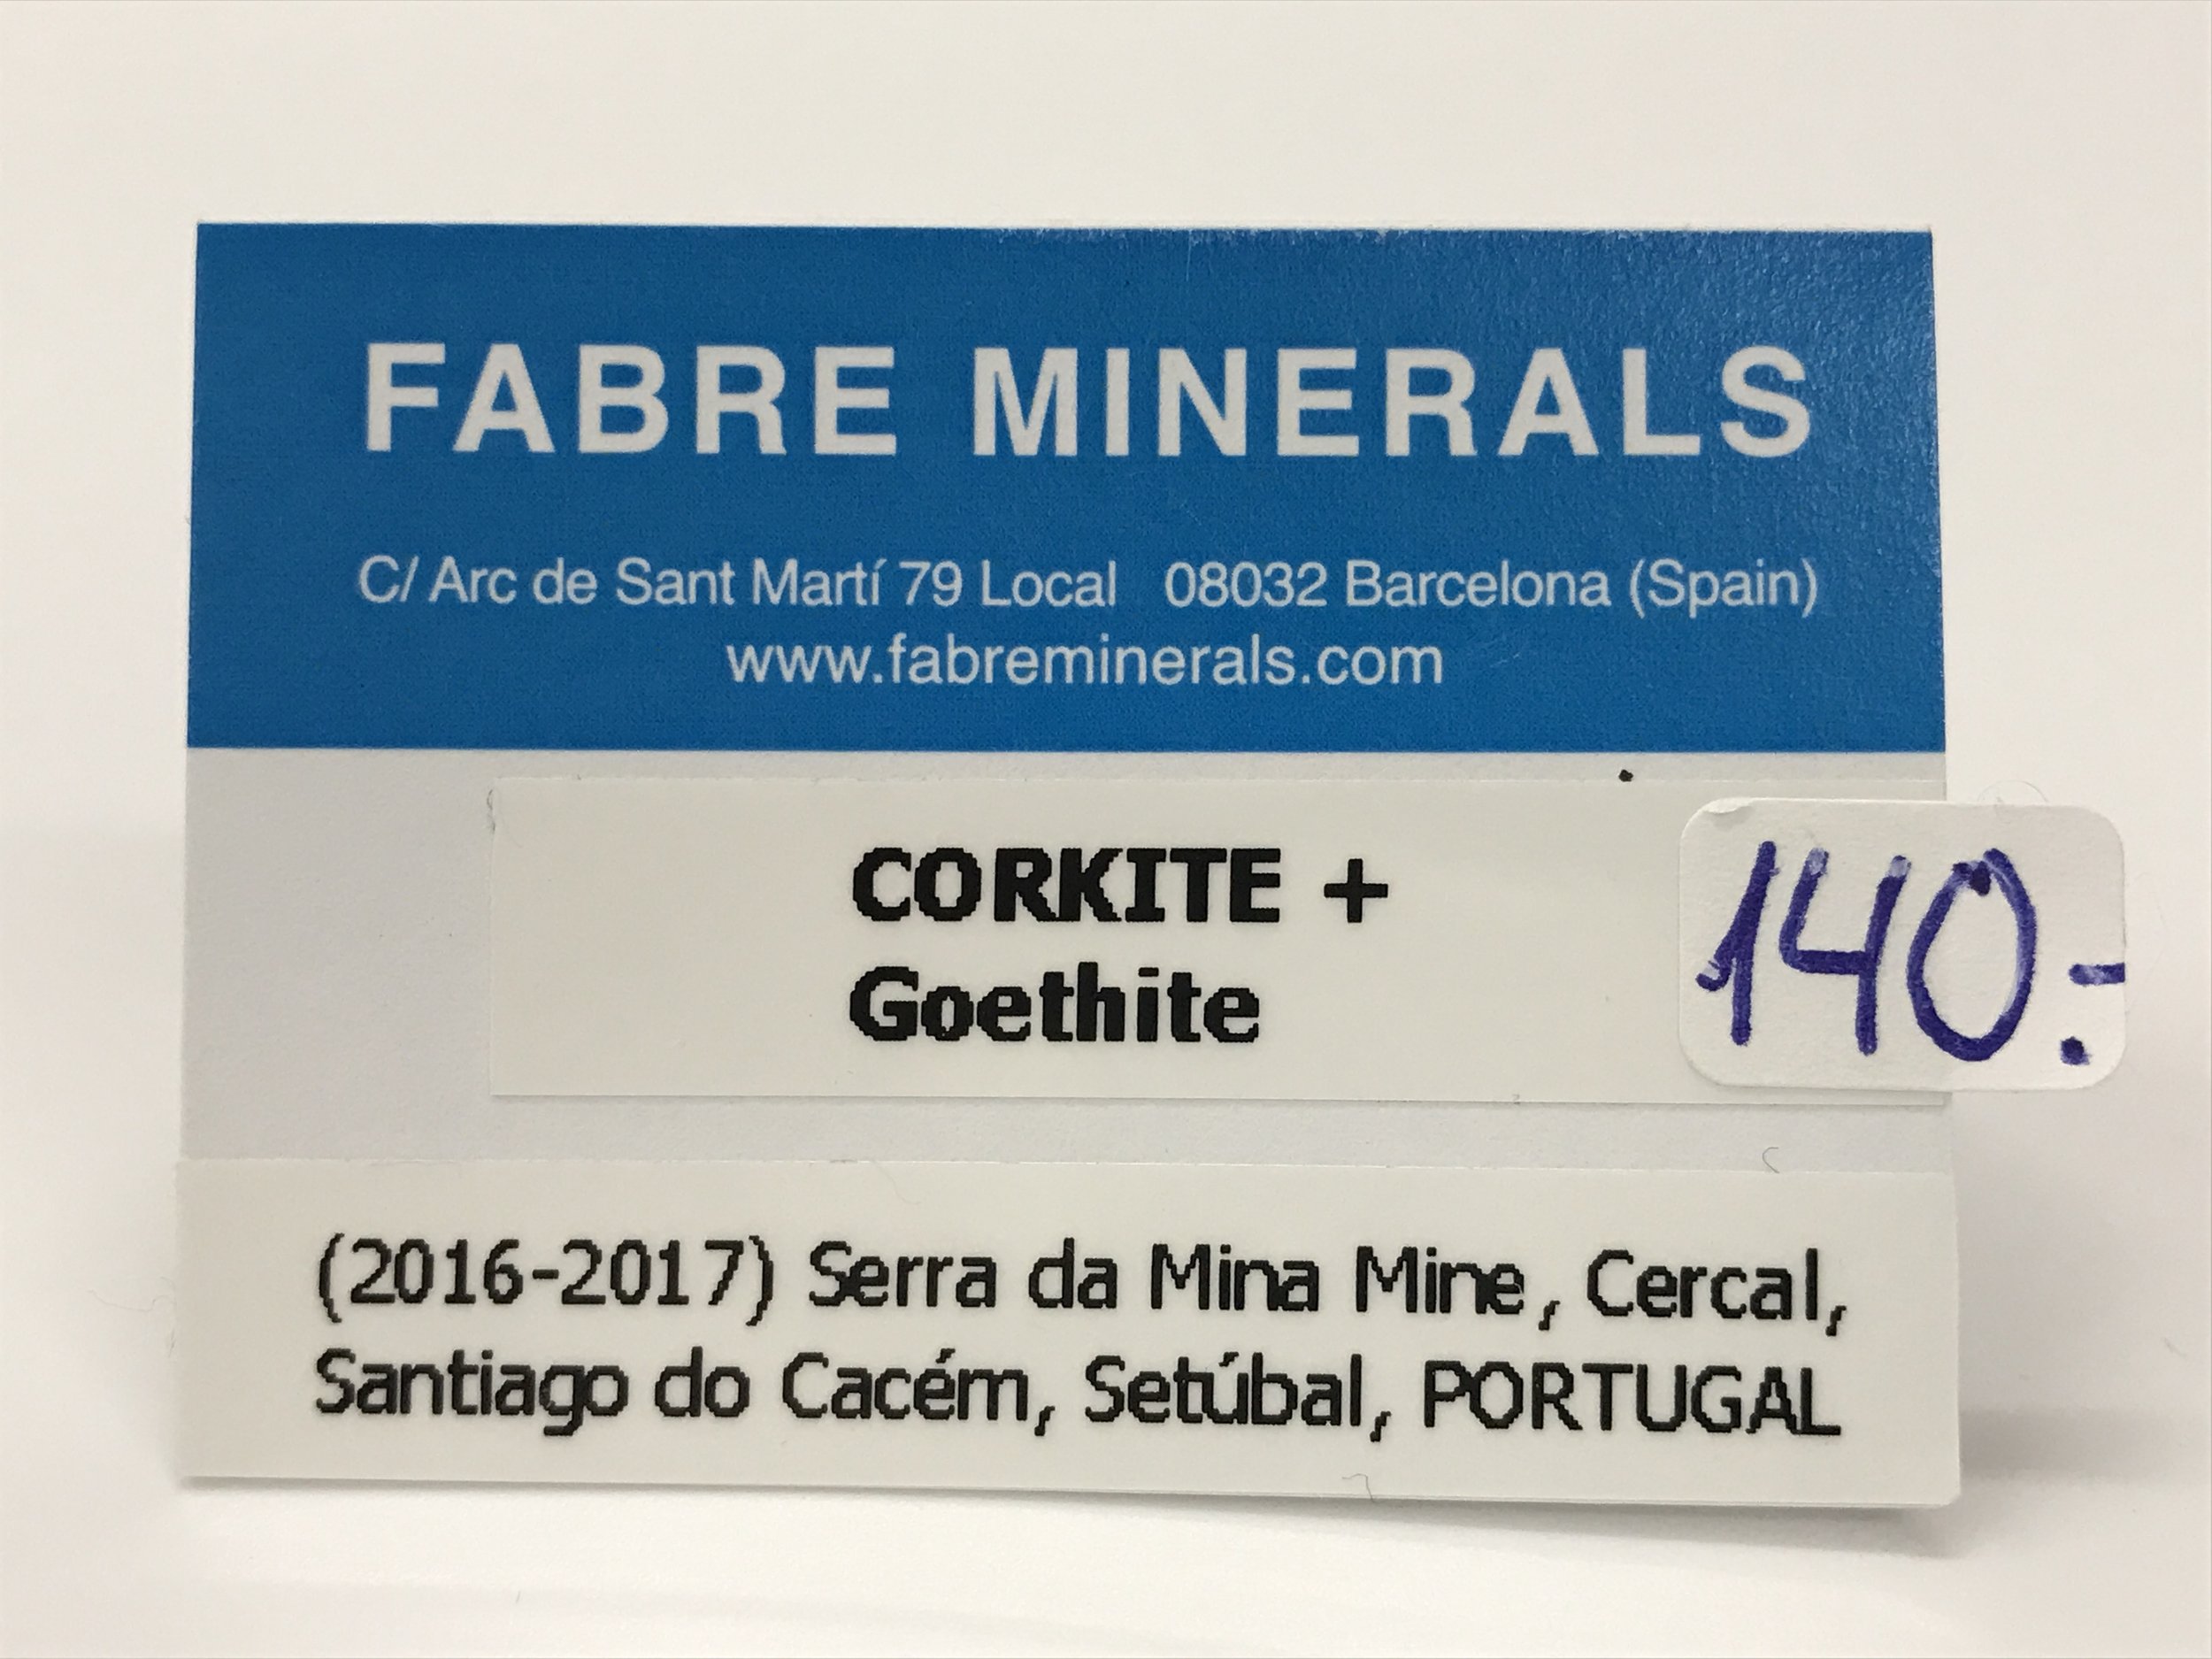 FABRE MINERALS
C/ Arc de Sant Martí 79 Local 08032 Barcelona (Spain)
www.fabreminerals.com
CORKITE +
Goethite
140.-
(2016-2017) Serra da Mina Mine, Cercal,
Santiago do Cacém, Setúbal, PORTUGAL